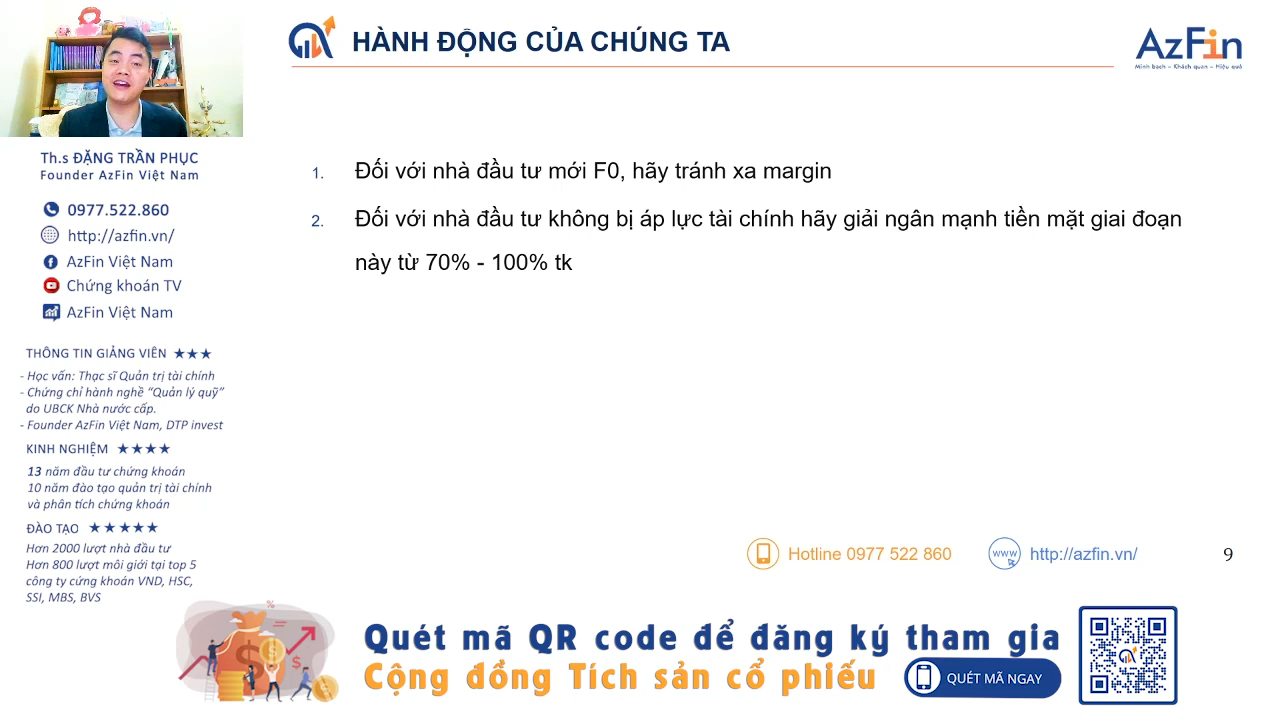 HÀNH ĐỘNG CỦA CHÚNG TA
AzFin
Minh bạch – Khách quan – Hiệu quả
Th.s ĐẶNG TRẦN PHỤC
Founder AzFin Việt Nam
0977.522.860
http://azfin.vn/
AzFin Việt Nam
Chứng khoán TV
AzFin Việt Nam
THÔNG TIN GIẢNG VIÊN ★★★
- Học vấn: Thạc sĩ Quản trị tài chính
- Chứng chỉ hành nghề “Quản lý quỹ”
do UBCK Nhà nước cấp.
- Founder AzFin Việt Nam, DTP invest
KINH NGHIỆM ★★★★
13 năm đầu tư chứng khoán
10 năm đào tạo quản trị tài chính
và phân tích chứng khoán
ĐÀO TẠO ★★★★★
Hơn 2000 lượt nhà đầu tư
Hơn 800 lượt môi giới tại top 5
công ty cứng khoán VND, HSC,
SSI, MBS, BVS
1. Đối với nhà đầu tư mới F0, hãy tránh xa margin
2. Đối với nhà đầu tư không bị áp lực tài chính hãy giải ngân mạnh tiền mặt giai đoạn
này từ 70% - 100% tk
Hotline 0977 522 860
www
http://azfin.vn/
9
Quét mã QR code để đăng ký tham gia
Cộng đồng Tích sản cổ phiếu
QUÉT MÃ NGAY